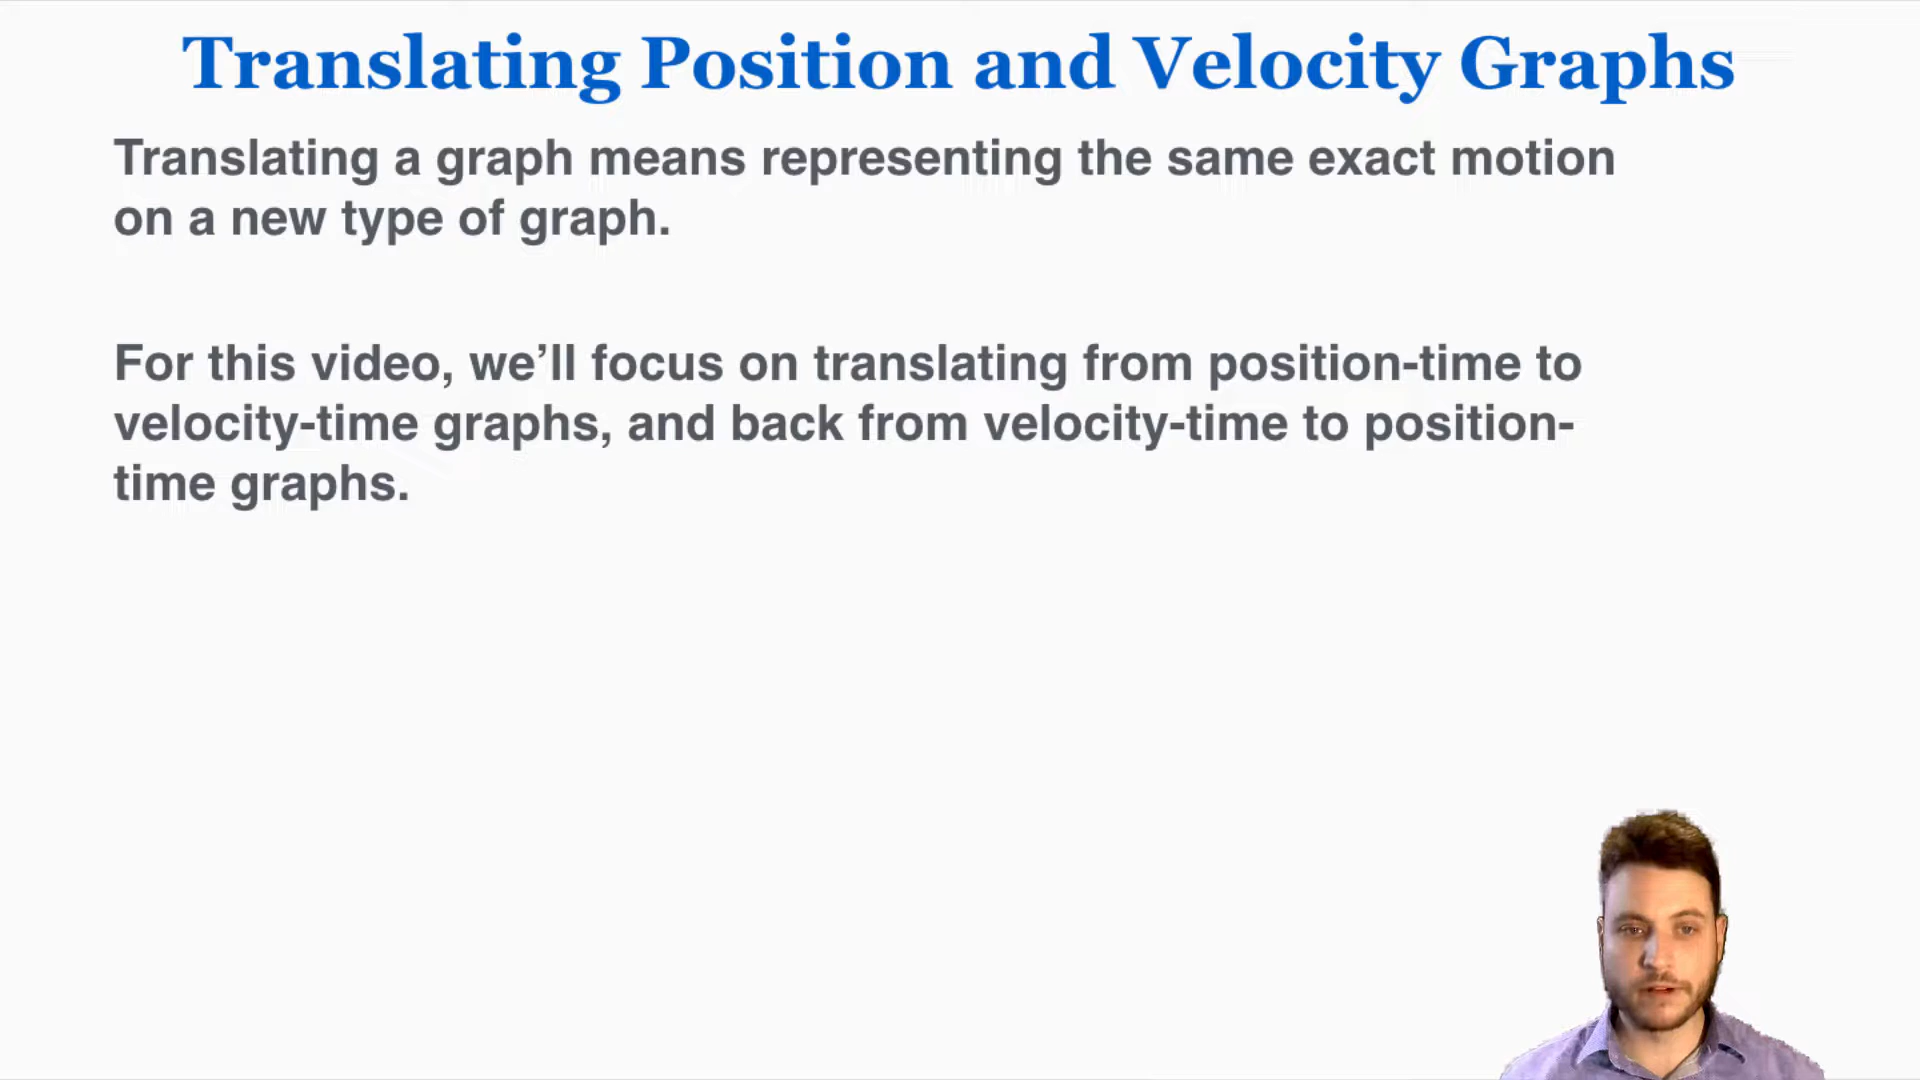 Translating Position and Velocity Graphs
Translating a graph means representing the same exact motion
on a new type of graph.
For this video, we’ll focus on translating from position-time to
velocity-time graphs, and back from velocity-time to position-
time graphs.